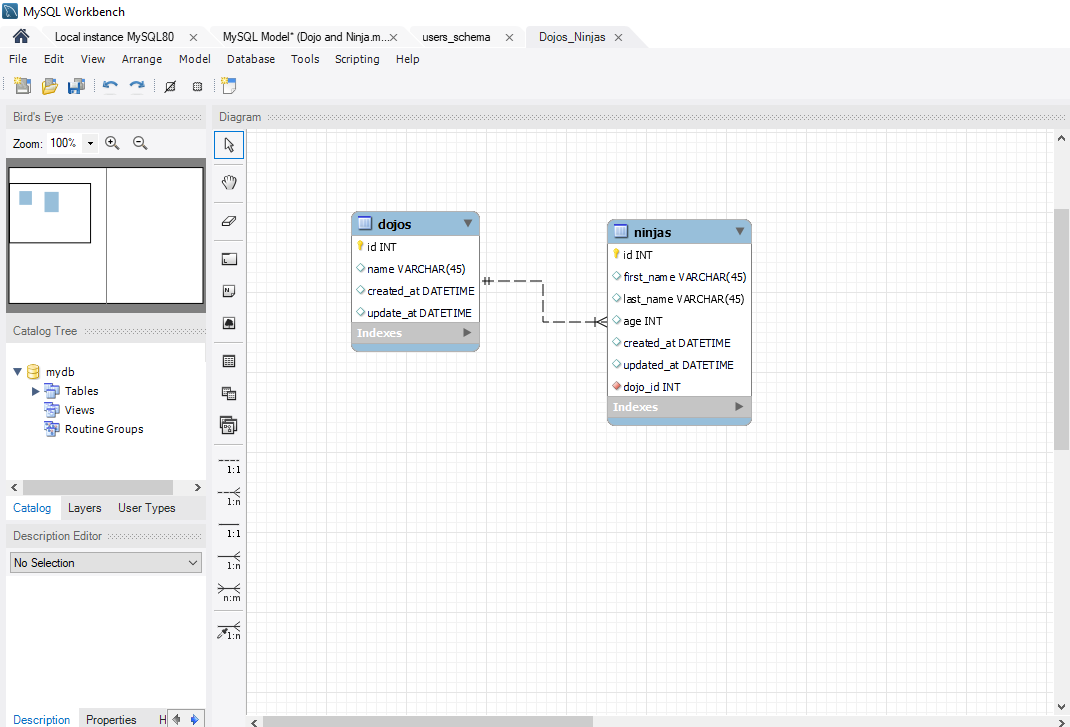 MySQL Workbench
Local instance MySQL80
MySQL Model* (Dojo and Ninja.m...
users_schema
Dojos_Ninjas
File Edit View Arrange Model Database Tools Scripting Help
Bird's Eye
Diagram
Zoom: 100%
dojos
id INT
name VARCHAR(45)
created_at DATETIME
update_at DATETIME
Indexes
ninjas
id INT
first_name VARCHAR(45)
last_name VARCHAR(45)
age INT
created_at DATETIME
updated_at DATETIME
dojo_id INT
Indexes
Catalog Tree
mydb
Tables
Views
Routine Groups
Catalog Layers User Types
Description Editor
No Selection
Description Properties H
1:1
1:n
1:1
1:n
n:m
1:n